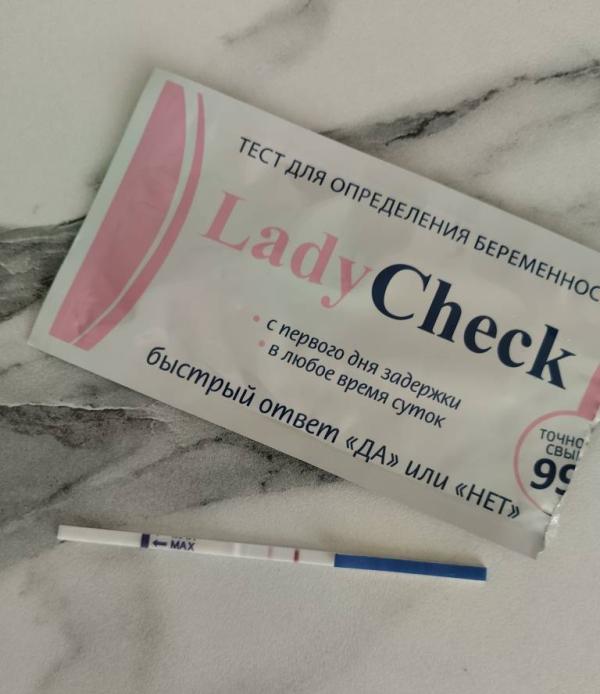 ТЕСТ ДЛЯ ОПРЕДЕЛЕНИЯ БЕРЕМЕННОС
LadyCheck
• с первого дня задержки
• в любое время суток
быстрый ответ «ДА» или «НЕТ»
ТОЧНО
СВЫ
99
← MAX